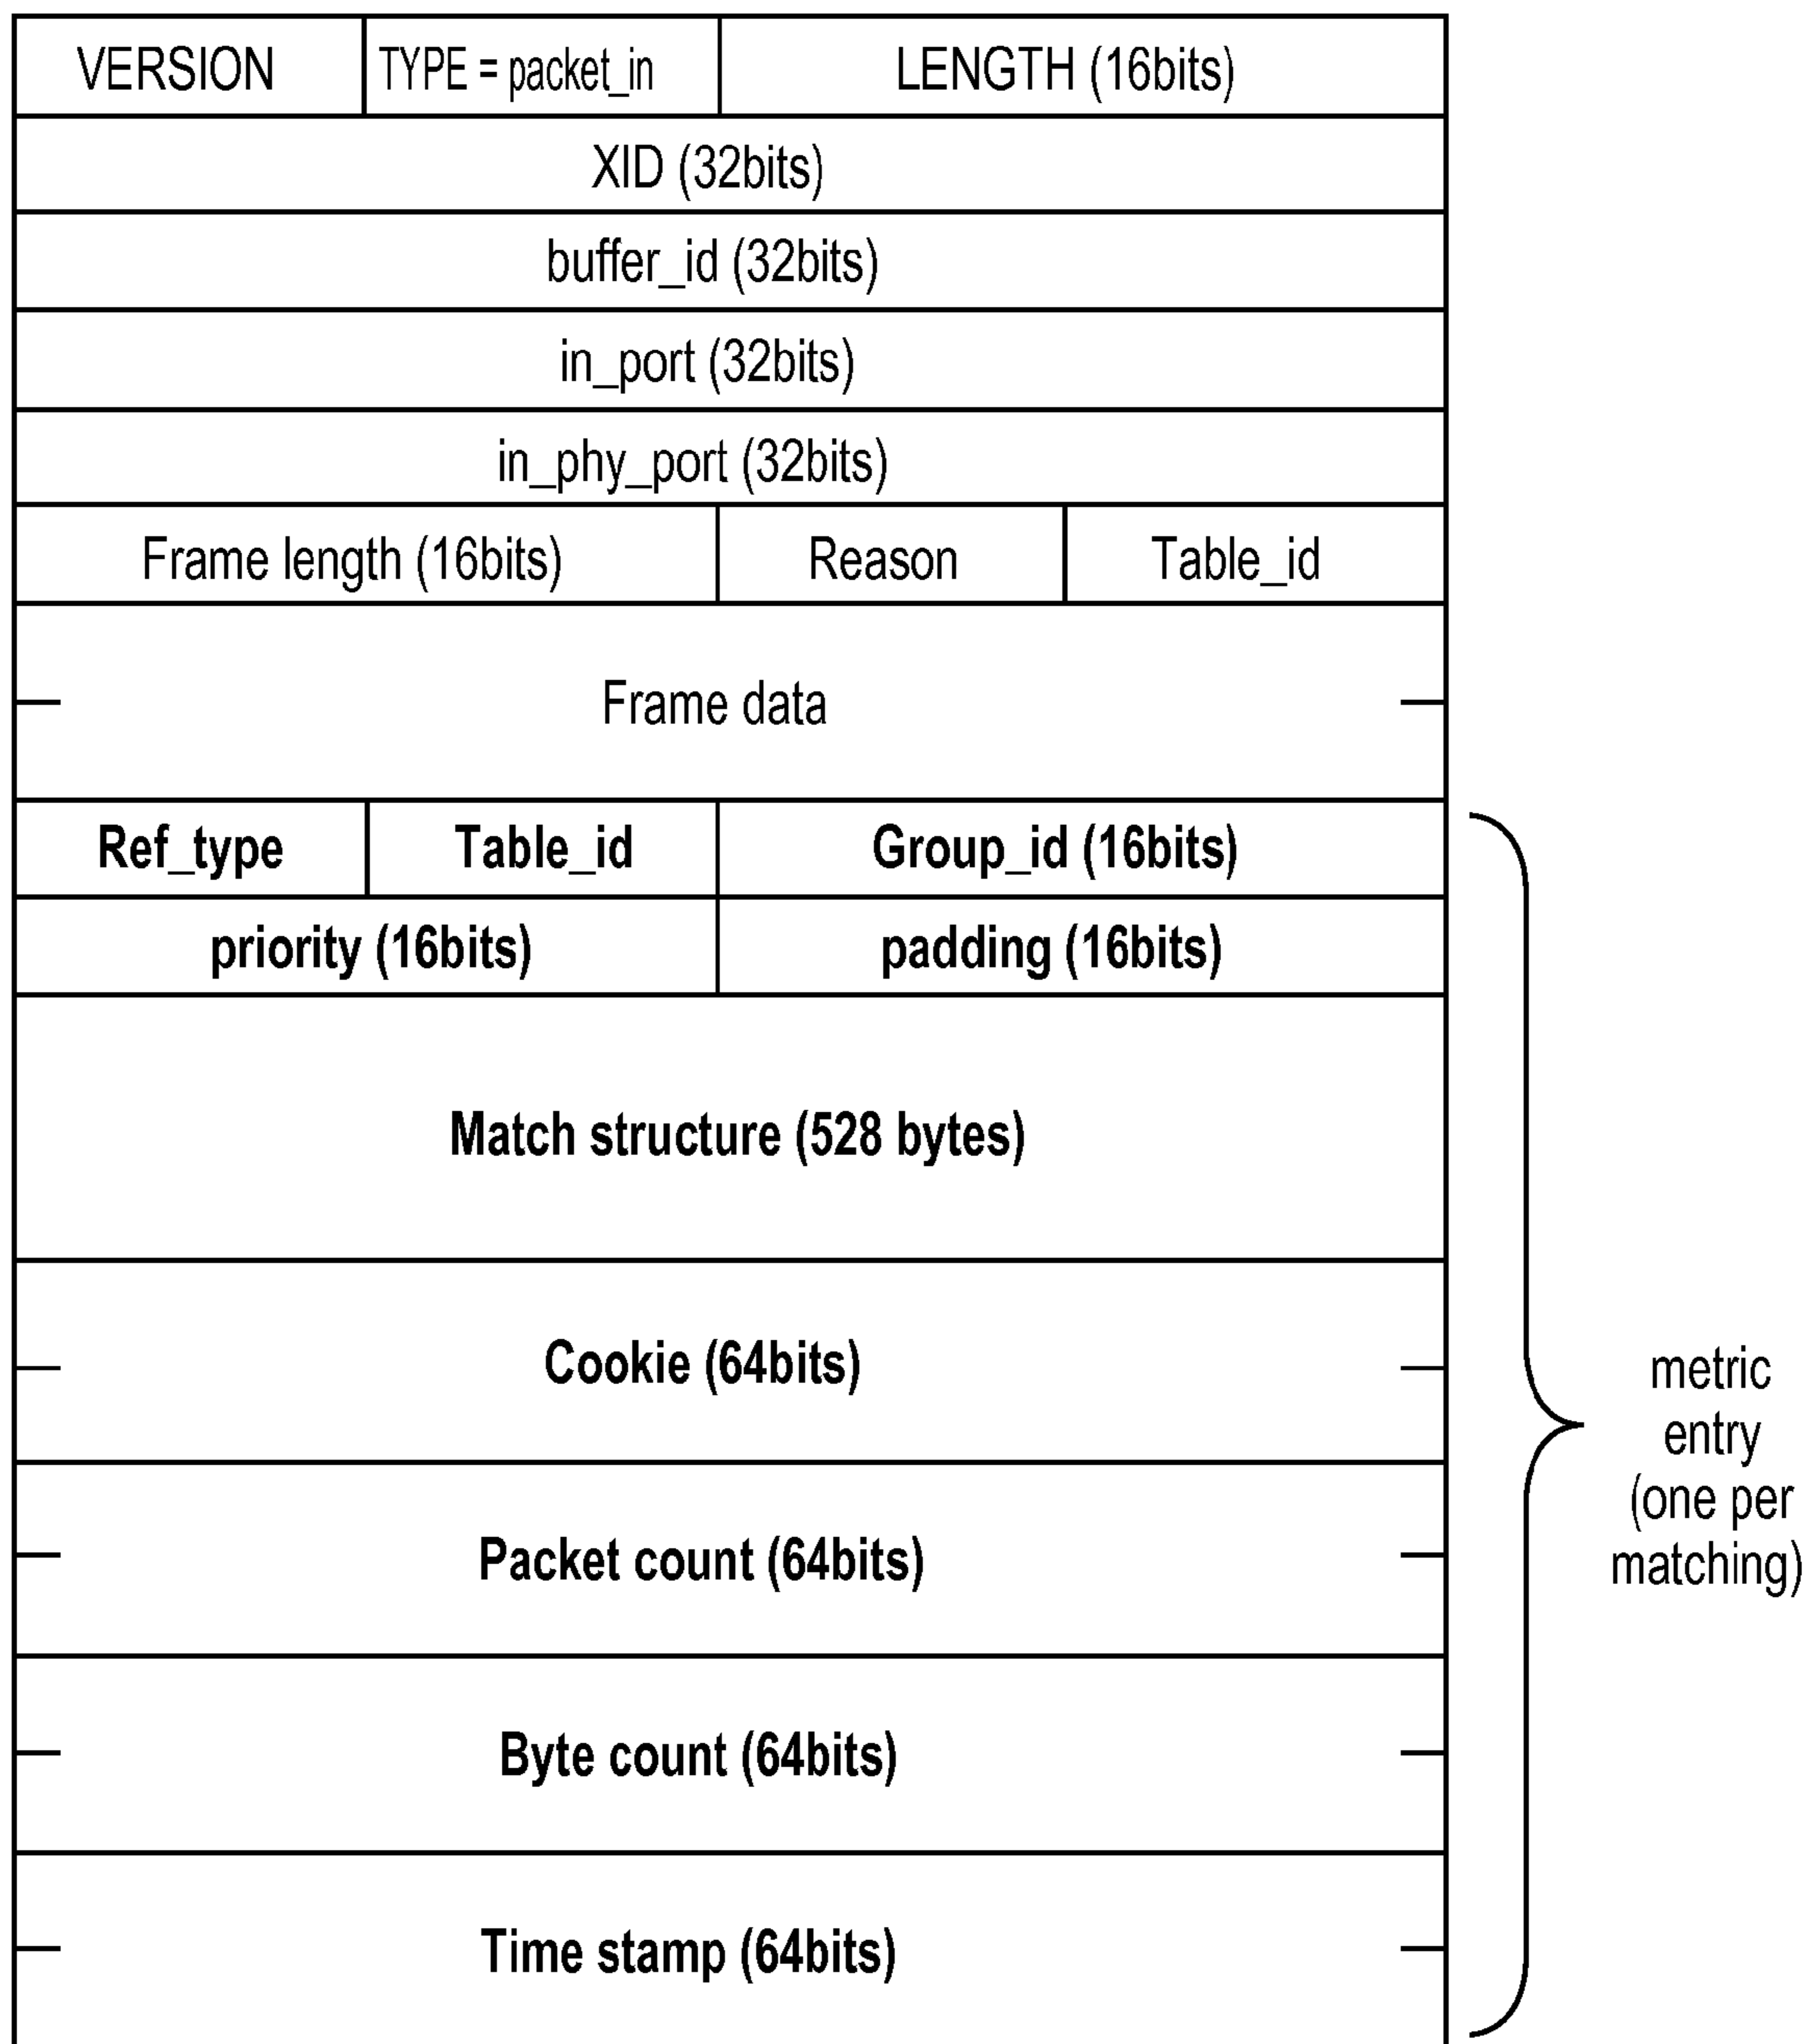 VERSION TYPE = packet_in LENGTH (16bits)
XID (32bits)
buffer_id (32bits)
in_port (32bits)
in_phy_port (32bits)
Frame length (16bits) Reason Table_id
Frame data
Ref_type Table_id Group_id (16bits)
priority (16bits) padding (16bits)
Match structure (528 bytes)
Cookie (64bits)
Packet count (64bits)
Byte count (64bits)
Time stamp (64bits)
metric
entry
(one per
matching)